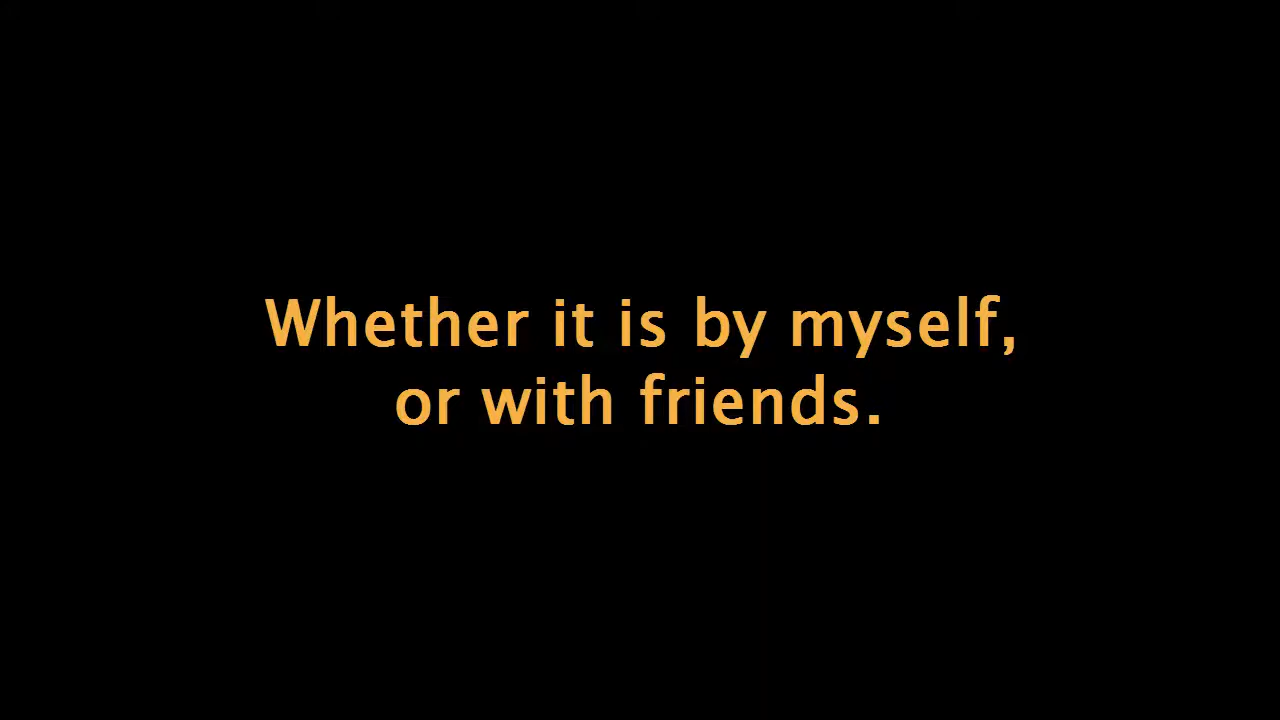 Whether it is by myself,
or with friends.